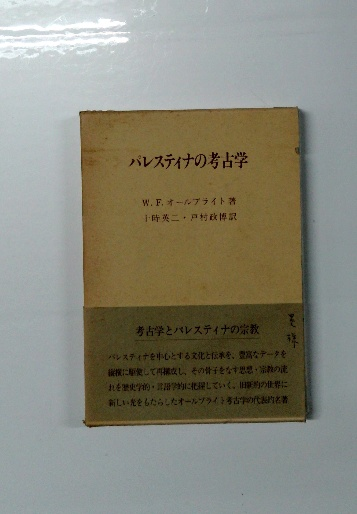 パレスティナの考古学
W. F. オールブライト著
十時英二・戸村政博訳
考古学とパレスティナの宗教
パレスティナを中心とする文化と伝承を、豊富なデータを
縦横に駆使して再構成し、その骨子をなす思想・宗教の流
れを歴史学的・言語学的に把握していく。旧新約の世界に
新しい光をもたらしたオールブライト考古学の代表的名著